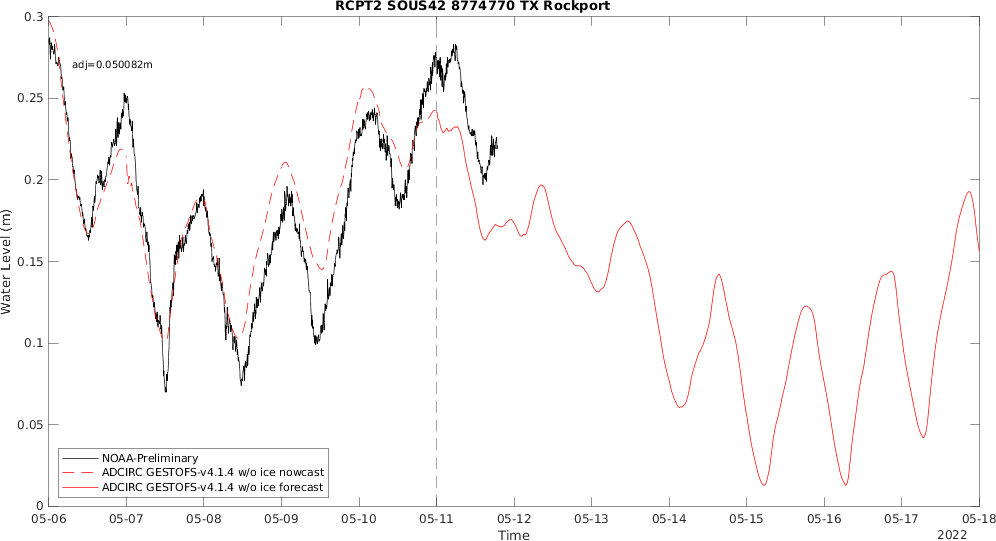 RCPT2 SOUS42 8774770 TX Rockport
adj=0.050082m
0.3
0.25
0.2
0.15
0.1
0.05
0
Water Level (m)
NOAA-Preliminary
ADCIRC GESTOFS-v4.1.4 w/o ice nowcast
ADCIRC GESTOFS-v4.1.4 w/o ice forecast
05-06 05-07 05-08 05-09 05-10 05-11 05-12 05-13 05-14 05-15 05-16 05-17 05-18
Time
2022